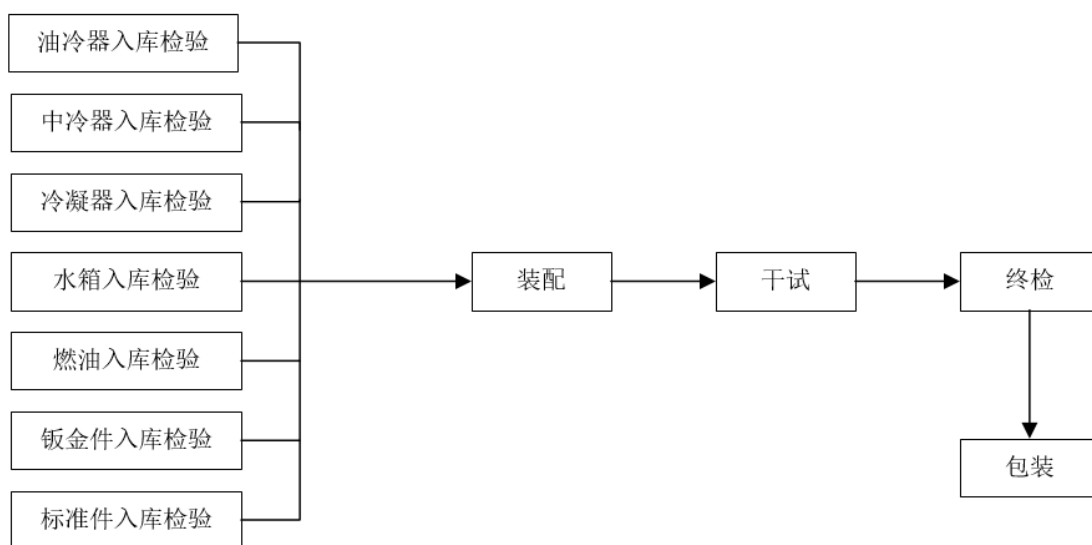 油冷器入库检验
中冷器入库检验
冷凝器入库检验
水箱入库检验
装配
干试
终检
燃油入库检验
钣金件入库检验
包装
标准件入库检验